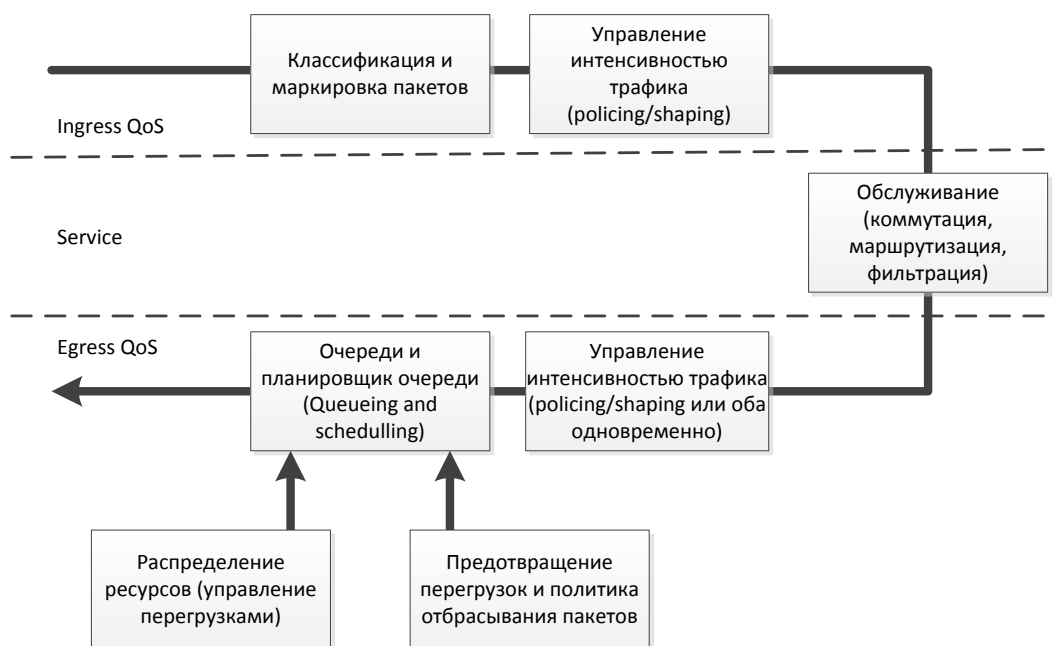 Классификация и
маркировка пакетов
Управление
интенсивностью
трафика
(policing/shaping)
Ingress QoS
Обслуживание
(коммутация,
маршрутизация,
фильтрация)
Service
Egress QoS
Очереди и
планировщик очереди
(Queueing and
schedulling)
Управление
интенсивностью трафика
(policing/shaping или оба
одновременно)
Распределение
ресурсов (управление
перегрузками)
Предотвращение
перегрузок и политика
отбрасывания пакетов